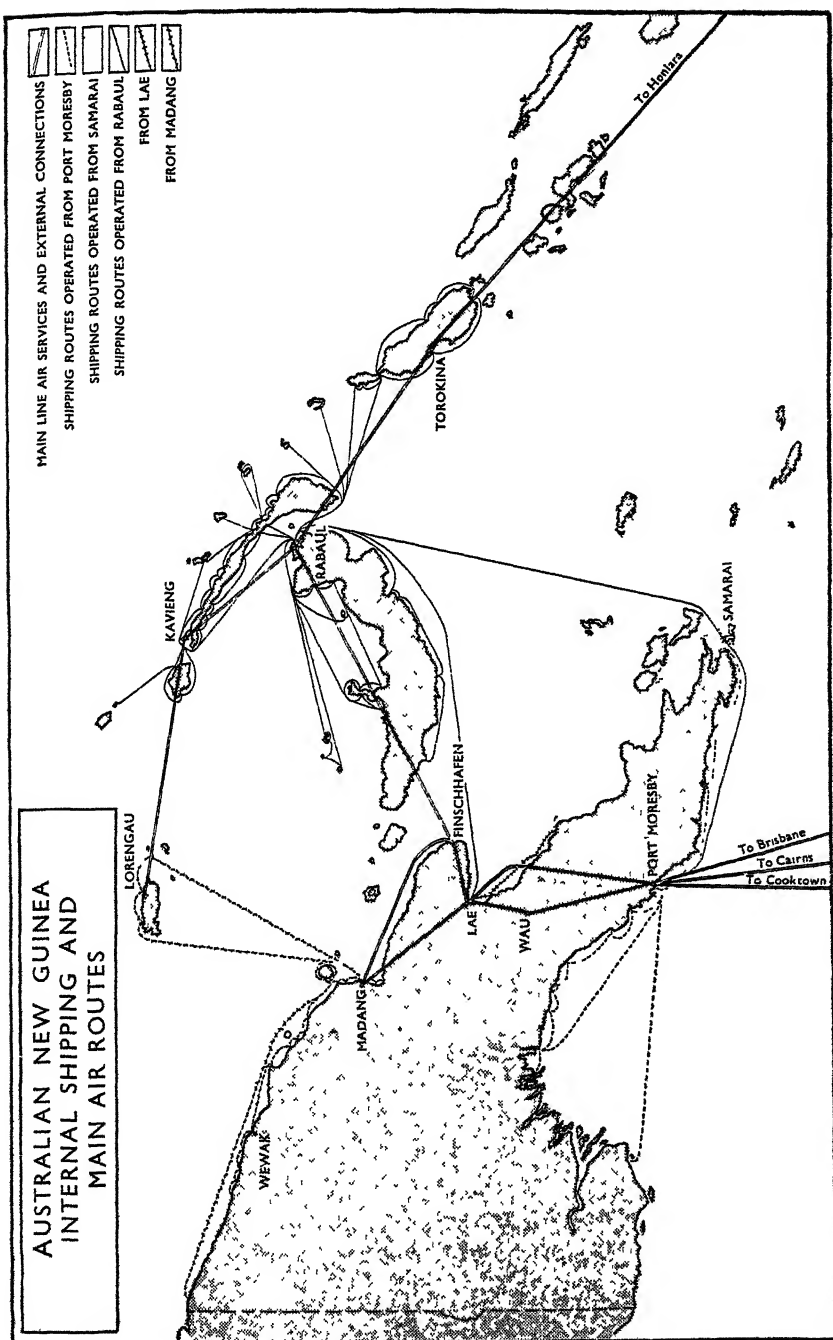 AUSTRALIAN NEW GUINEA
INTERNAL SHIPPING AND
MAIN AIR ROUTES
MAIN LINE AIR SERVICES AND EXTERNAL CONNECTIONS
SHIPPING ROUTES OPERATED FROM PORT MORESBY
SHIPPING ROUTES OPERATED FROM SAMARAI
SHIPPING ROUTES OPERATED FROM RABAUL
FROM LAE
FROM MADANG
LORENGAU
KAVIENG
RABAUL
TOROKINA
To Honiara
WEWAK
MADANG
FINSCHHAFEN
LAE
WAU
PORT MORESBY
SAMARAI
To Brisbane
To Cairns
To Cooktown